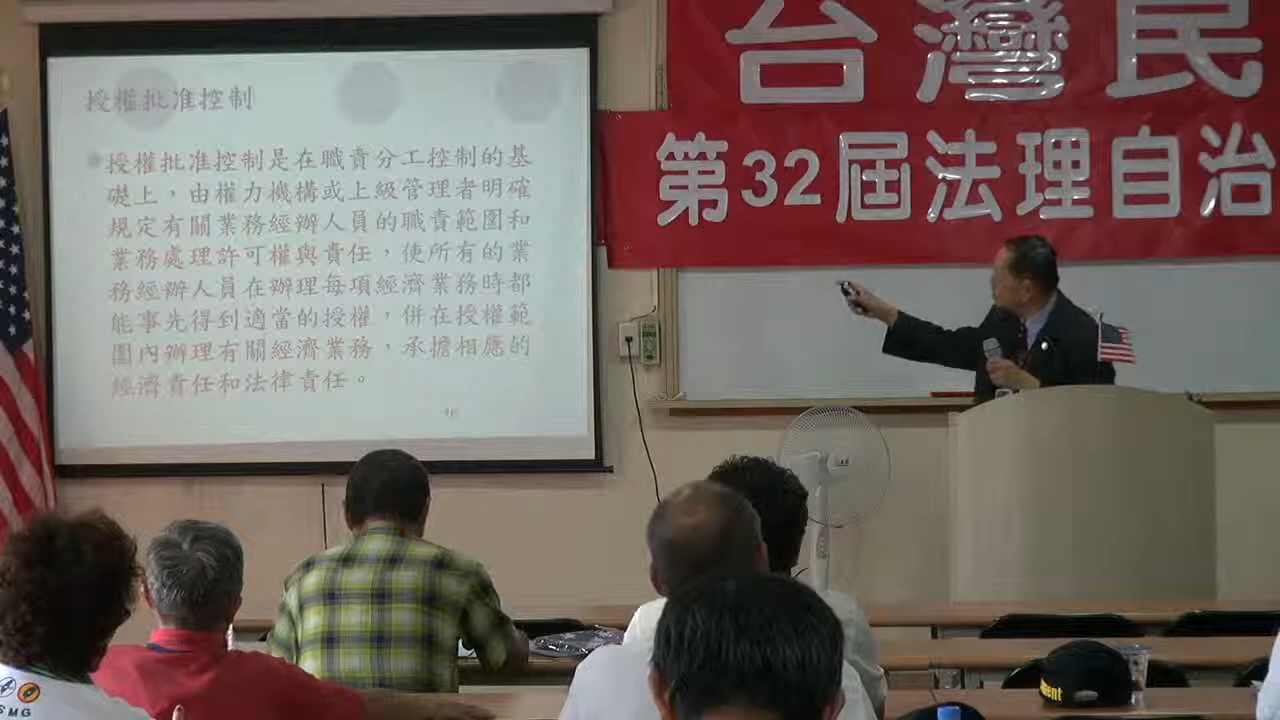 授權批准控制
授權批准控制是在職責分工控制的基
礎上，由權力機構或上級管理者明確
規定有關業務經辦人員的職責範圍和
業務處理許可權與責任，使所有的業
務經辦人員在辦理每項經濟業務時都
能事先得到適當的授權，併在授權範
圍內辦理有關經濟業務，承擔相應的
經濟責任和法律責任。
台灣民
第32屆法理自治
SMG